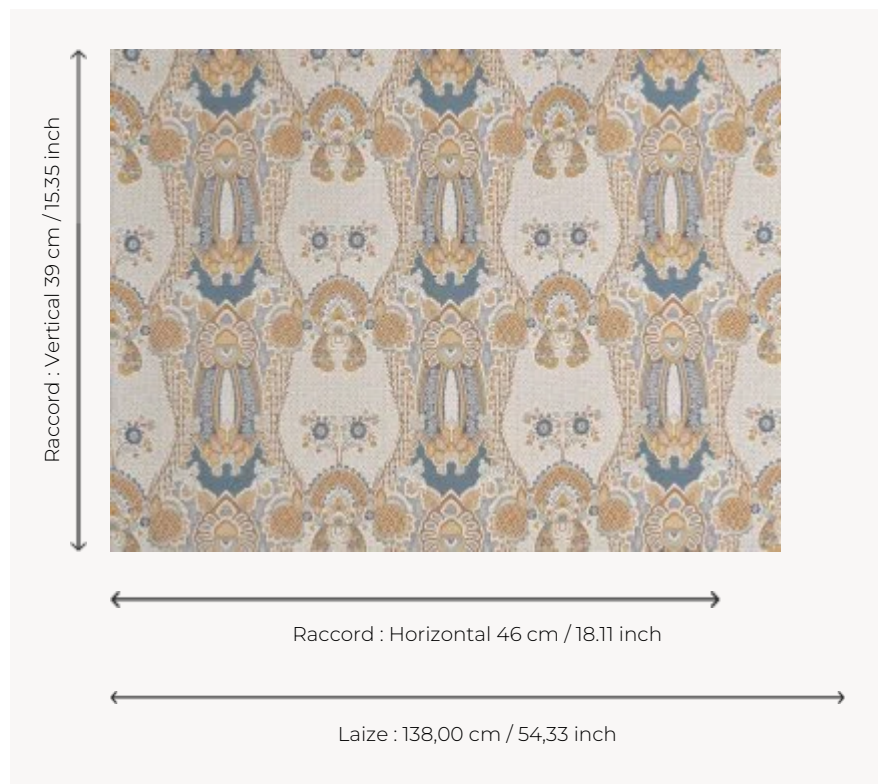 Raccord : Vertical 39 cm / 15.35 inch
Raccord : Horizontal 46 cm / 18.11 inch
Laize : 138,00 cm / 54,33 inch